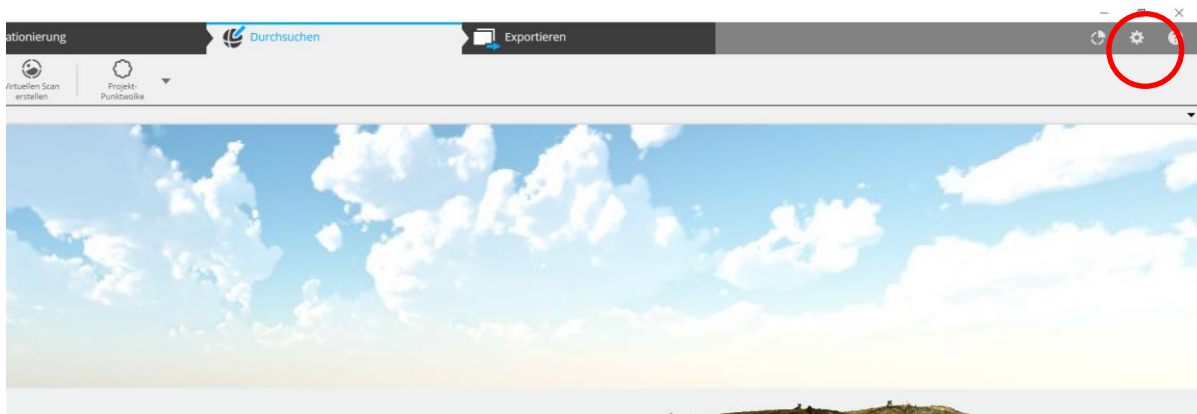 ationierung
Durchsuchen
Exportieren
Virtuellen Scan
erstellen
Projekt-
Punktwolke